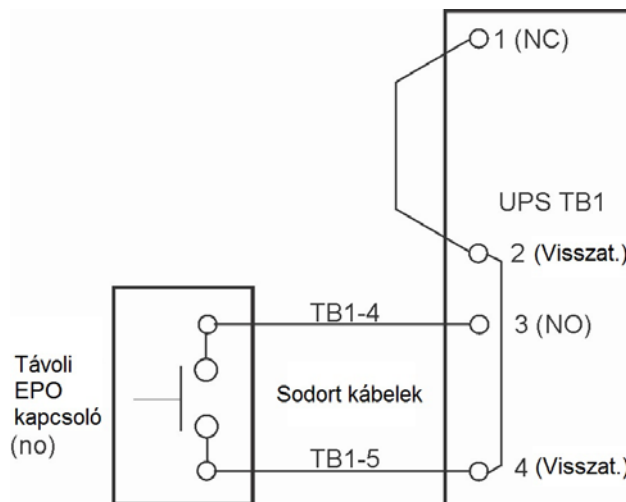 1 (NC)
UPS TB1
2 (Visszat.)
TB1-4
3 (NO)
Távoli
EPO
kapcsoló
(no)
Sodort kábelek
TB1-5
4 (Visszat.)